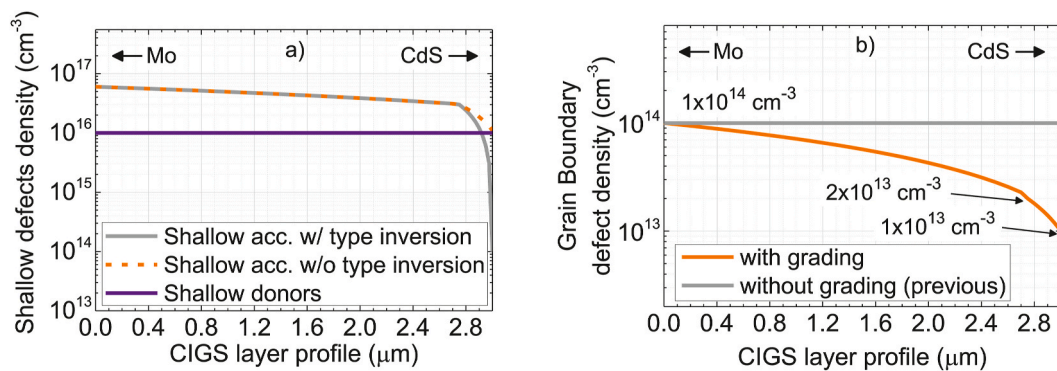 a)
← Mo
CdS →
Shallow defects density (cm-3)
10^17
10^16
10^15
10^14
10^13
Shallow acc. w/ type inversion
Shallow acc. w/o type inversion
Shallow donors
0.0 0.4 0.8 1.2 1.6 2.0 2.4 2.8
CIGS layer profile (μm)
b)
← Mo
CdS →
Grain Boundary
defect density (cm-3)
10^14
10^13
1x10^13 cm-3
1x10^14 cm-3
2x10^13 cm-3
with grading
without grading (previous)
0.0 0.4 0.8 1.2 1.6 2.0 2.4 2.8
CIGS layer profile (μm)